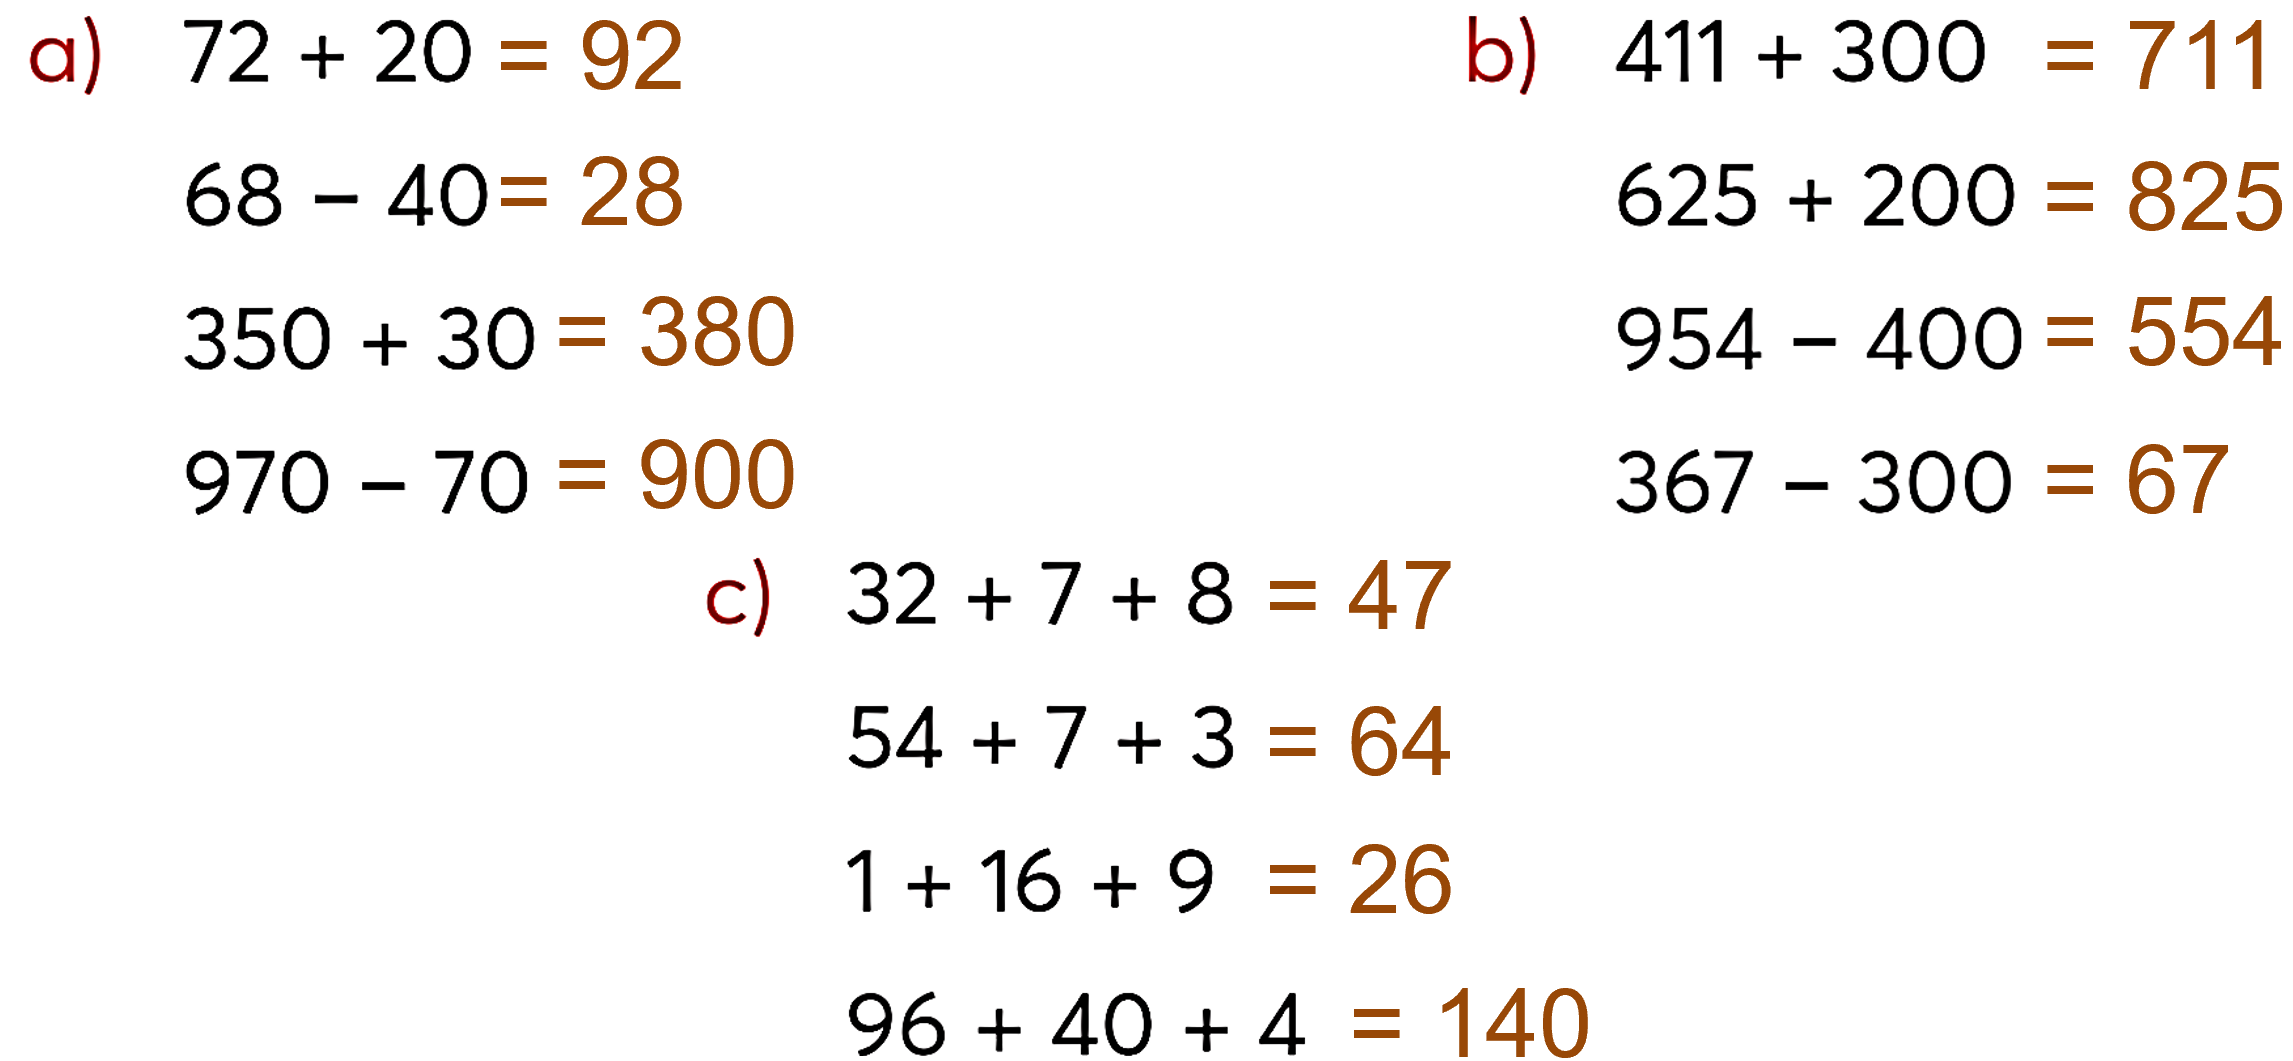 a) 72 + 20 = 92
68 – 40 = 28
350 + 30 = 380
970 – 70 = 900
b) 411 + 300 = 711
625 + 200 = 825
954 – 400 = 554
367 – 300 = 67
c) 32 + 7 + 8 = 47
54 + 7 + 3 = 64
1 + 16 + 9 = 26
96 + 40 + 4 = 140